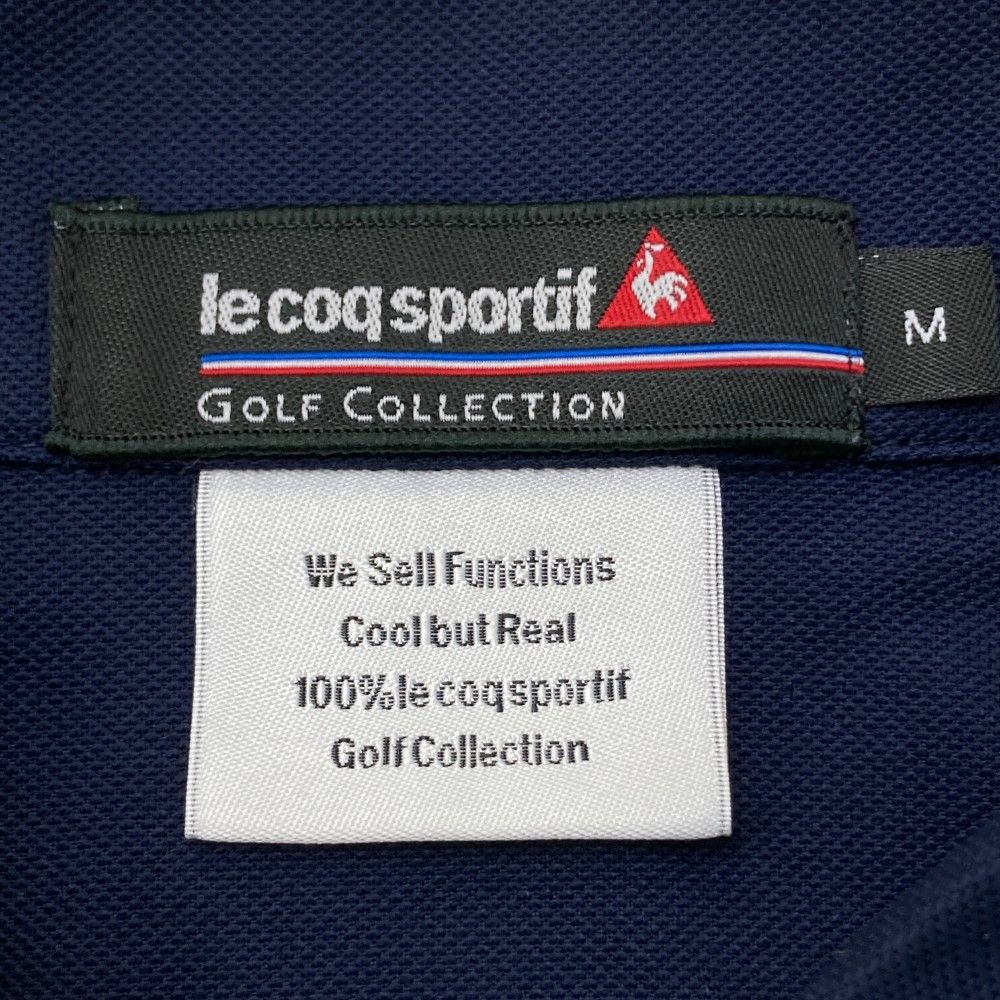 le coq sportif
GOLF COLLECTION
M
We Sell Functions
Cool but Real
100% le coq sportif
Golf Collection